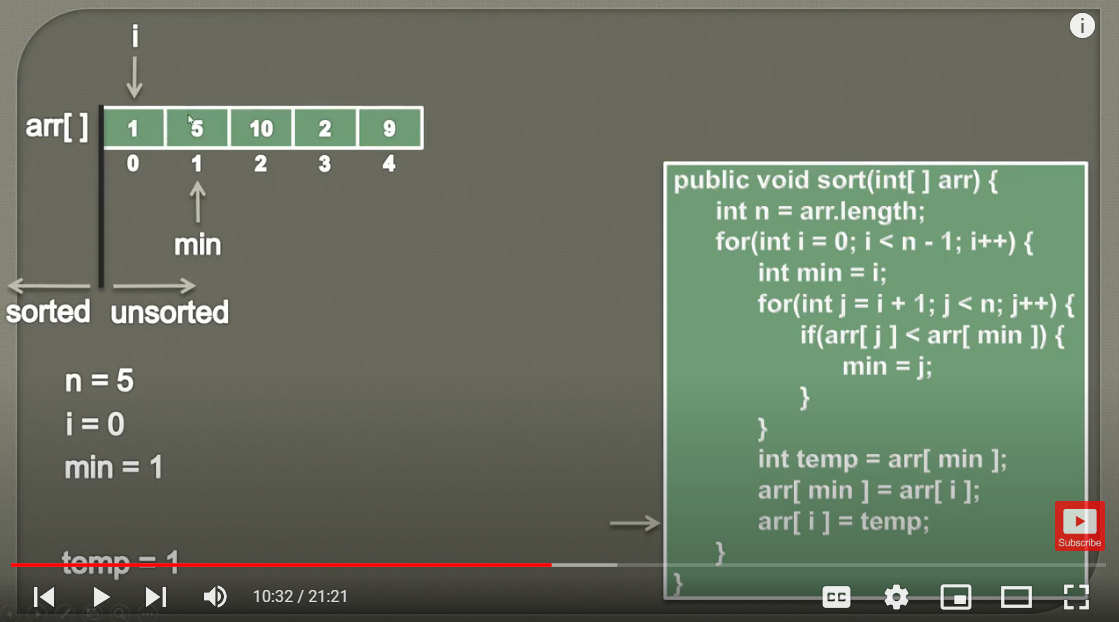 i
arr[ ] 1 5 10 2 9
0 1 2 3 4
min
sorted unsorted
n = 5
i = 0
min = 1
temp = 1
public void sort(int[ ] arr) {
int n = arr.length;
for(int i = 0; i < n - 1; i++) {
int min = i;
for(int j = i + 1; j < n; j++) {
if(arr[ j ] < arr[ min ]) {
min = j;
}
}
int temp = arr[ min ];
arr[ min ] = arr[ i ];
arr[ i ] = temp;
}
}
i
Subscribe
10:32 / 21:21
CC